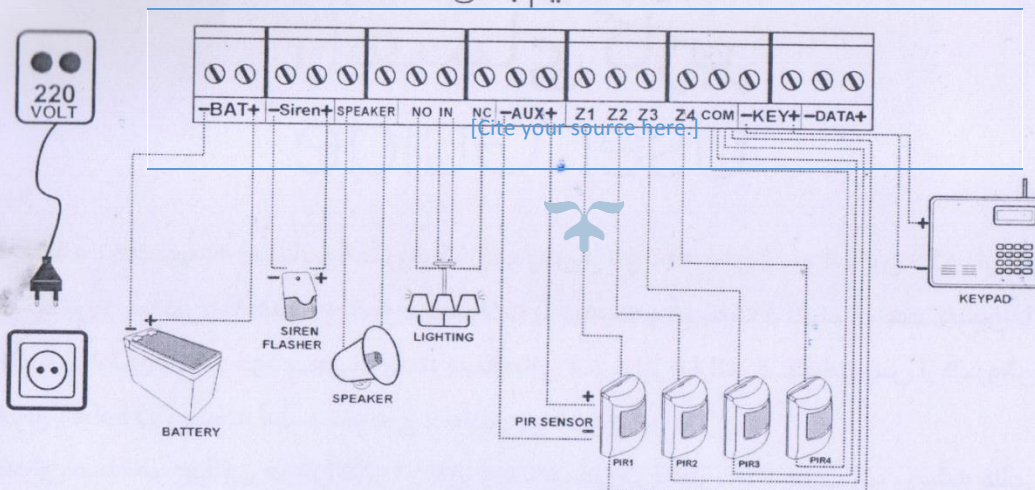 220
VOLT
-BAT+ -Siren+ SPEAKER NO IN NC -AUX+ Z1 Z2 Z3 Z4 COM -KEY+ -DATA+
[Cite your source here.]
- +
SIREN
FLASHER
LIGHTING
SPEAKER
- +
BATTERY
+
-
KEYPAD
+
PIR SENSOR
-
PIR1 PIR2 PIR3 PIR4